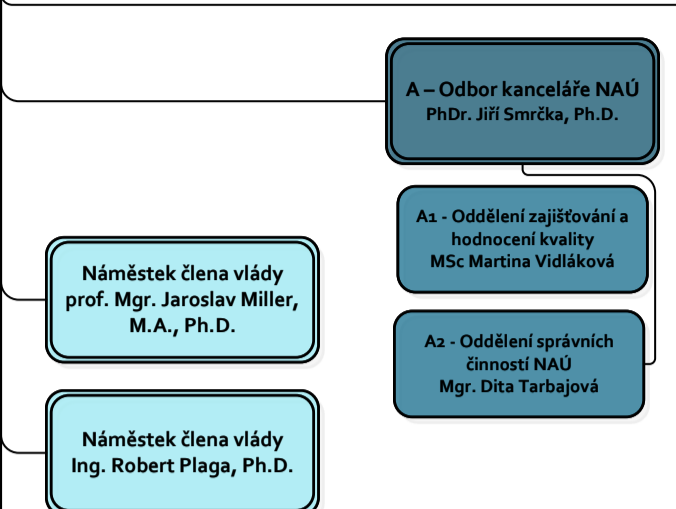 A – Odbor kanceláře NAÚ
PhDr. Jiří Smrčka, Ph.D.
A1 - Oddělení zajišťování a
hodnocení kvality
MSc Martina Vidláková
A2 - Oddělení správních
činností NAÚ
Mgr. Dita Tarbajová
Náměstek člena vlády
prof. Mgr. Jaroslav Miller,
M.A., Ph.D.
Náměstek člena vlády
Ing. Robert Plaga, Ph.D.